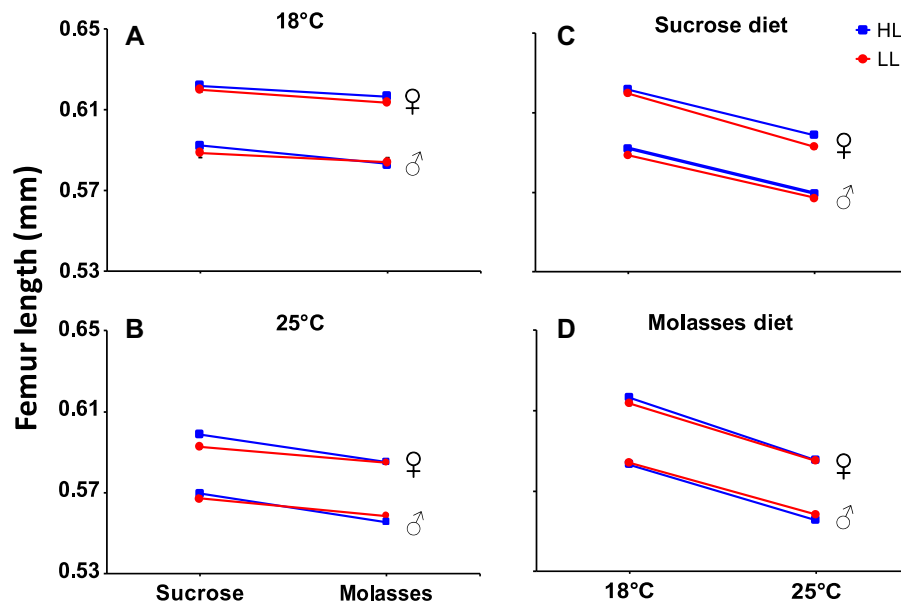 Femur length (mm)
A
18°C
0.65
0.61
0.57
0.53
♀
♂
C
Sucrose diet
HL
LL
♀
♂
B
25°C
0.65
0.61
0.57
0.53
♀
♂
Sucrose
Molasses
D
Molasses diet
♀
♂
18°C
25°C